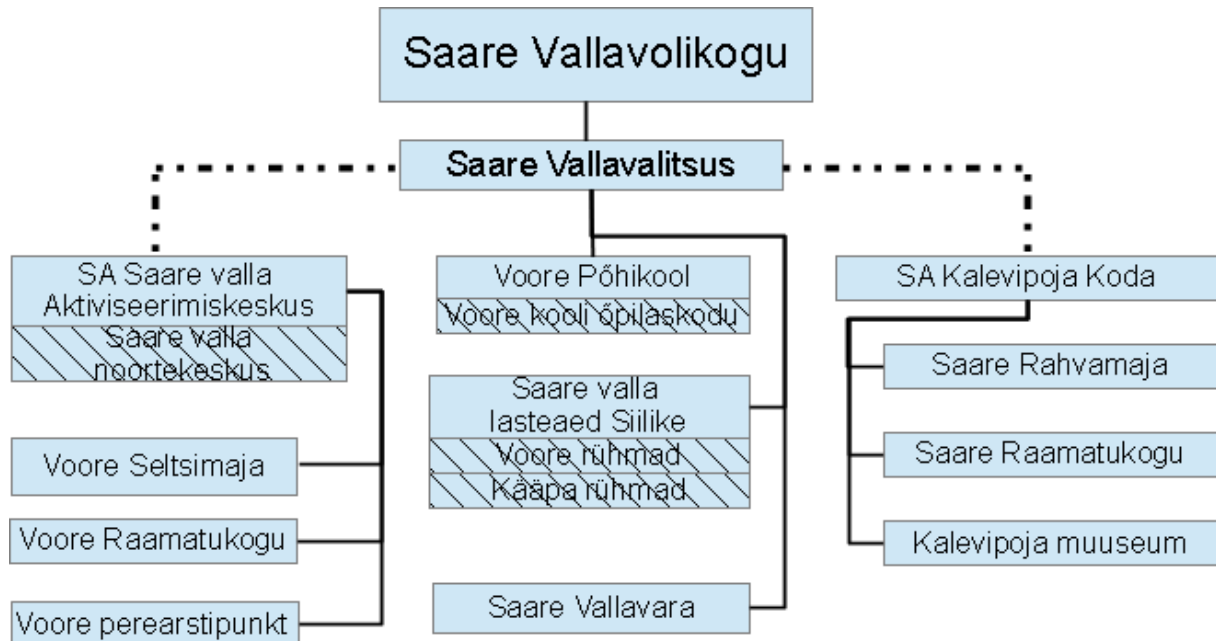 Saare Vallavolikogu
Saare Vallavalitsus
SA Saare valla
Aktiviseerimiskeskus
Saare valla
noortekeskus
Voore Seltsimaja
Voore Raamatukogu
Voore perearstipunkt
Voore Põhikool
Voore kooli õpilaskodu
Saare valla
lasteaed Siilike
Voore rühmad
Kääpa rühmad
Saare Vallavara
SA Kalevipoja Koda
Saare Rahvamaja
Saare Raamatukogu
Kalevipoja muuseum